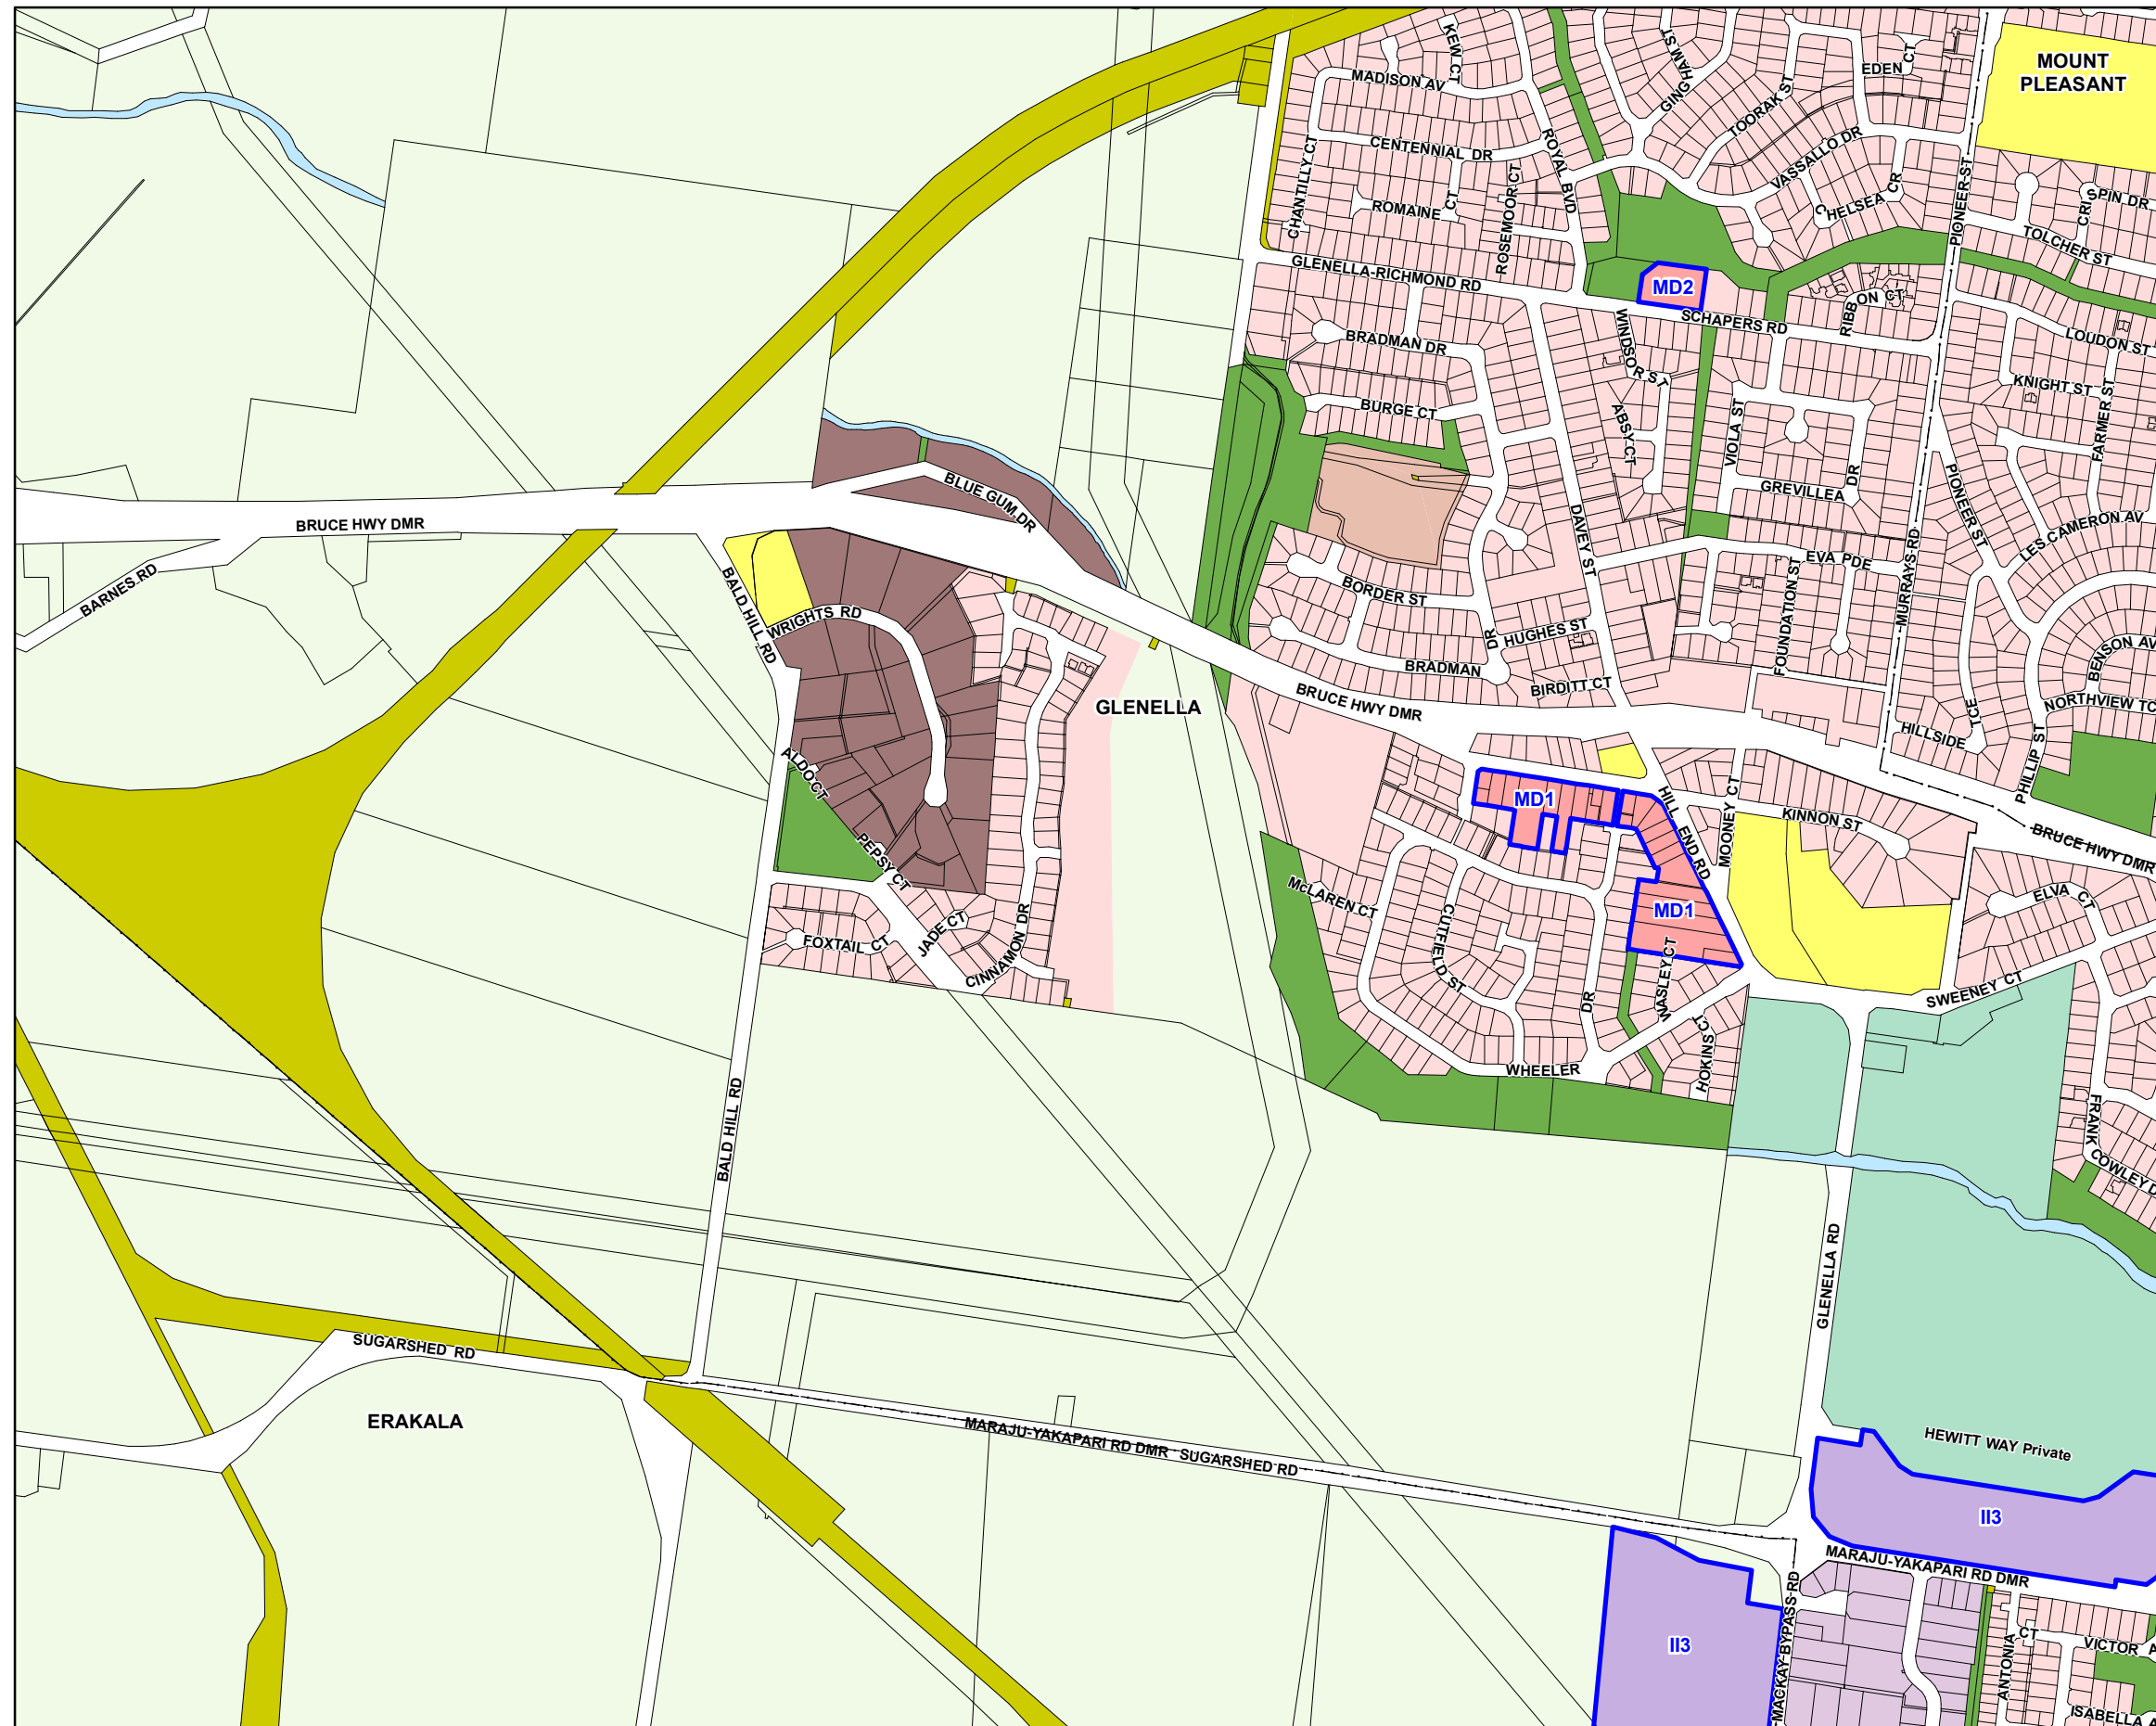 MOUNT
PLEASANT
KEW CT
MADISON AV
GINGHAM ST
EDEN CT
TOORAK ST
CENTENNIAL DR
ROYAL BVD
VASSALLO DR
CHANTILLY CT
ROMAINE CT
ROSEMOOR CT
CHELSEA CR
PIONEER ST
SPIN DR
TOLCHER ST
GLENELLA-RICHMOND RD
MD2
SCHAPERS RD
RIBBON CT
LOUDON ST
BRADMAN DR
WINDSOR ST
KNIGHT ST
FARMER ST
BURGE CT
ABSY CT
VIOLA ST
GREVILLEA DR
PIONEER ST
LES CAMERON AV
BLUE GUM DR
BRUCE HWY DMR
BARNES RD
BALD HILL RD
WRIGHTS RD
DAVEY ST
EVA PDE
MURRAYS RD
BORDER ST
FOUNDATION ST
HUGHES ST
BRADMAN DR
BIRDITT CT
BENSON AV
NORTHVIEW TC
GLENELLA
BRUCE HWY DMR
HILLSIDE TCE
PHILLIP ST
ALDO CT
MD1
HILL END RD
MOONEY CT
KINNON ST
BRUCE HWY DMR
PEPSY CT
McLAREN CT
CUTFIELD ST
MD1
ELVA CT
FOXTAIL CT
JADE CT
CINNAMON DR
WASLEY CT
SWEENEY CT
HOKINS CT
WHEELER DR
BALD HILL RD
FRANK
COWLEY D
GLENELLA RD
SUGARSHED RD
ERAKALA
MARAJU-YAKAPARI RD DMR
SUGARSHED RD
HEWITT WAY Private
II3
MARAJU-YAKAPARI RD DMR
II3
MACKAY-BYPASS-RD
ANTONIA CT
VICTOR A
ISABELLA A